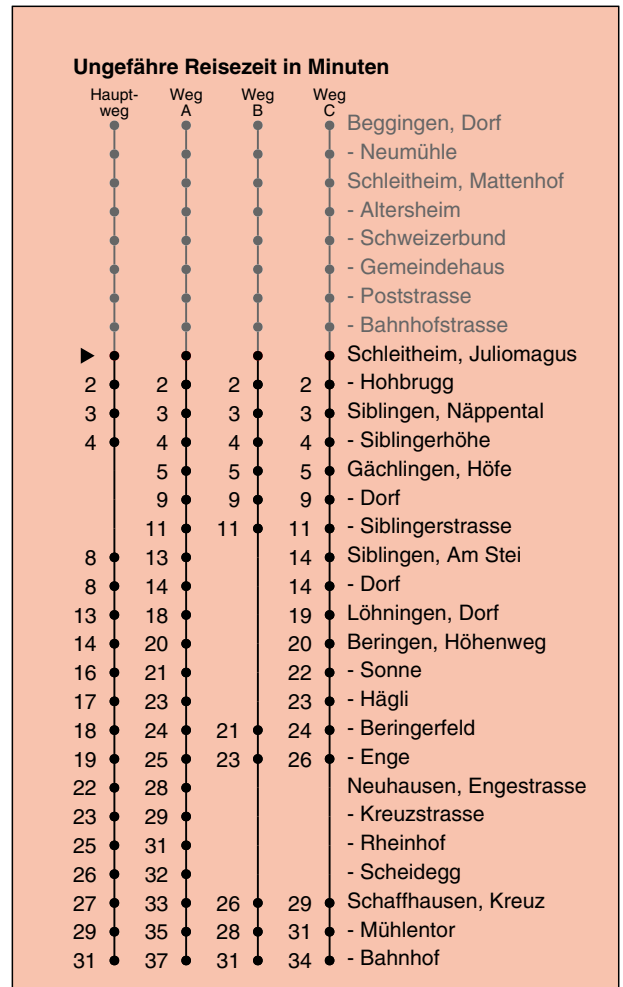 Ungefähre Reisezeit in Minuten
Haupt- Weg Weg Weg
weg A B C
Beggingen, Dorf
- Neumühle
Schleitheim, Mattenhof
- Altersheim
- Schweizerbund
- Gemeindehaus
- Poststrasse
- Bahnhofstrasse
Schleitheim, Juliomagus
2 2 2 2 - Hohbrugg
3 3 3 3 Siblingen, Näppental
4 4 4 4 - Siblingerhöhe
5 5 5 Gächlingen, Höfe
9 9 9 - Dorf
11 11 11 - Siblingerstrasse
8 13 14 Siblingen, Am Stei
8 14 14 - Dorf
13 18 19 Löhningen, Dorf
14 20 20 Beringen, Höhenweg
16 21 22 - Sonne
17 23 23 - Hägli
18 24 21 24 - Beringerfeld
19 25 23 26 - Enge
22 28 Neuhausen, Engestrasse
23 29 - Kreuzstrasse
25 31 - Rheinhof
26 32 - Scheidegg
27 33 26 29 Schaffhausen, Kreuz
29 35 28 31 - Mühlentor
31 37 31 34 - Bahnhof